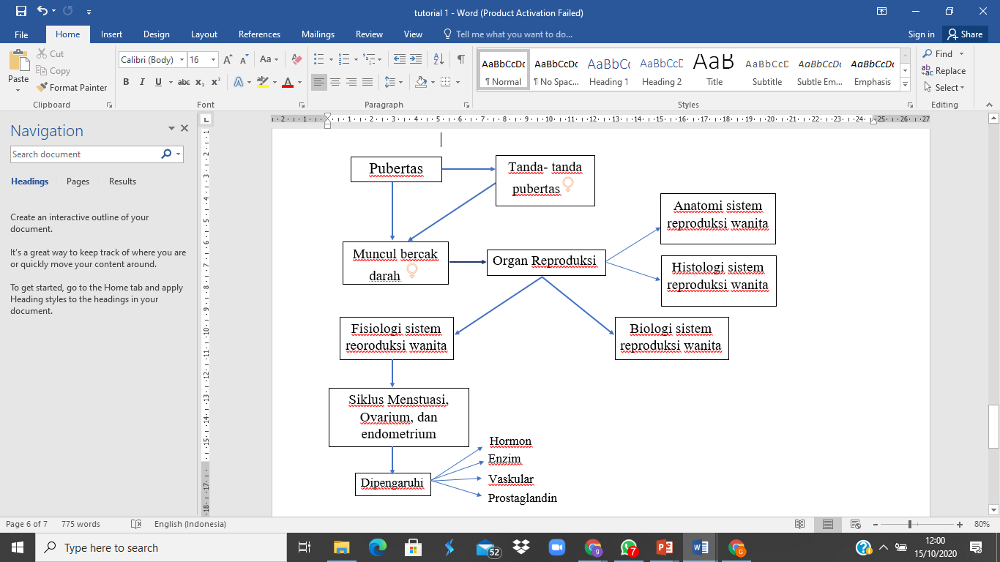 tutorial 1 - Word (Product Activation Failed)
File Home Insert Design Layout References Mailings Review View Tell me what you want to do... Sign in Share
Paste
Cut
Copy
Format Painter
Clipboard
Calibri (Body) 16
Font
Paragraph
AaBbCcDc AaBbCcDc AaBbCc AaBbCcC AaB AaBbCcD AaBbCcDc AaBbCcDc
¶ Normal ¶ No Spac... Heading 1 Heading 2 Title Subtitle Subtle Em... Emphasis
Styles
Find
Replace
Select
Editing
Navigation
Search document
Headings Pages Results
Create an interactive outline of your
document.
It's a great way to keep track of where you are
or quickly move your content around.
To get started, go to the Home tab and apply
Heading styles to the headings in your
document.
Pubertas
Tanda- tanda
pubertas
Muncul bercak
darah
Organ Reproduksi
Anatomi sistem
reproduksi wanita
Histologi sistem
reproduksi wanita
Fisiologi sistem
reoroduksi wanita
Biologi sistem
reproduksi wanita
Siklus Menstuasi,
Ovarium, dan
endometrium
Dipengaruhi
Hormon
Enzim
Vaskular
Prostaglandin
Page 6 of 7 775 words English (Indonesia) 80%
Type here to search
52
7
12:00
15/10/2020